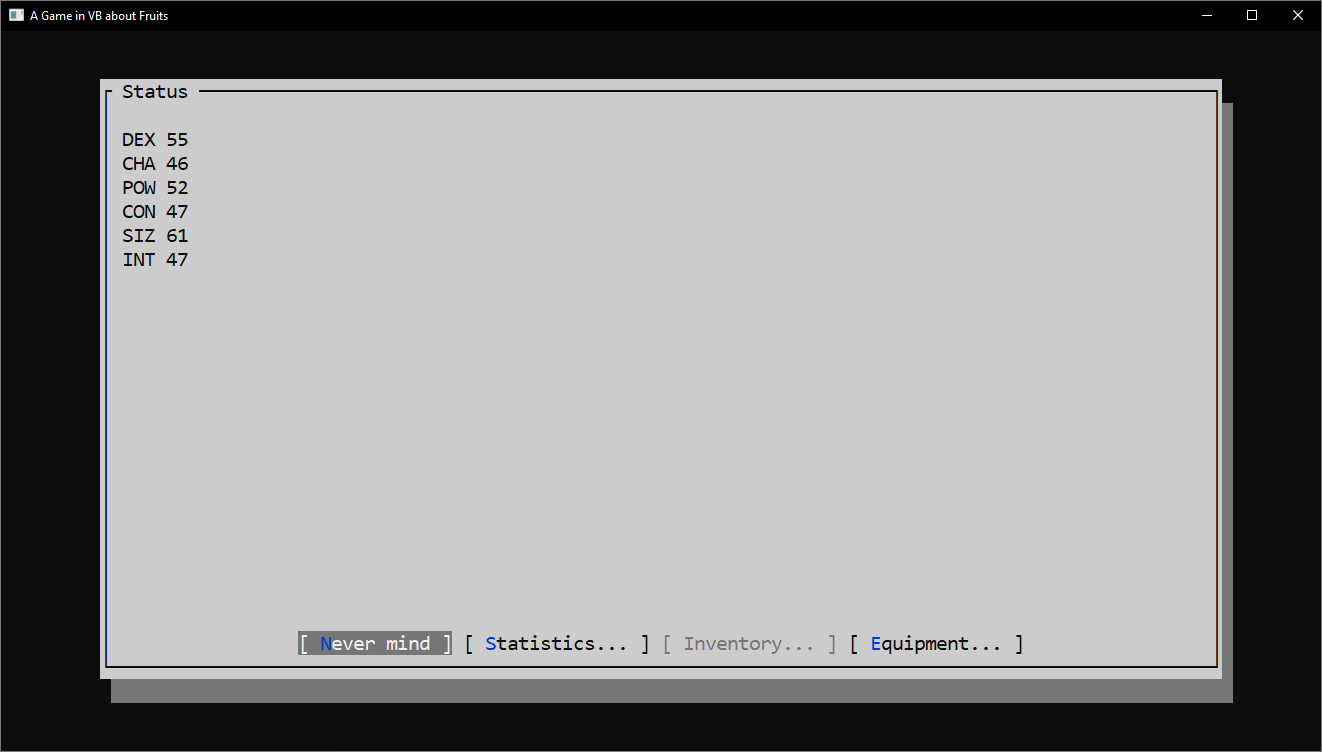 A Game in VB about Fruits
Status
DEX 55
CHA 46
POW 52
CON 47
SIZ 61
INT 47
[ Never mind ] [ Statistics... ] [ Inventory... ] [ Equipment... ]